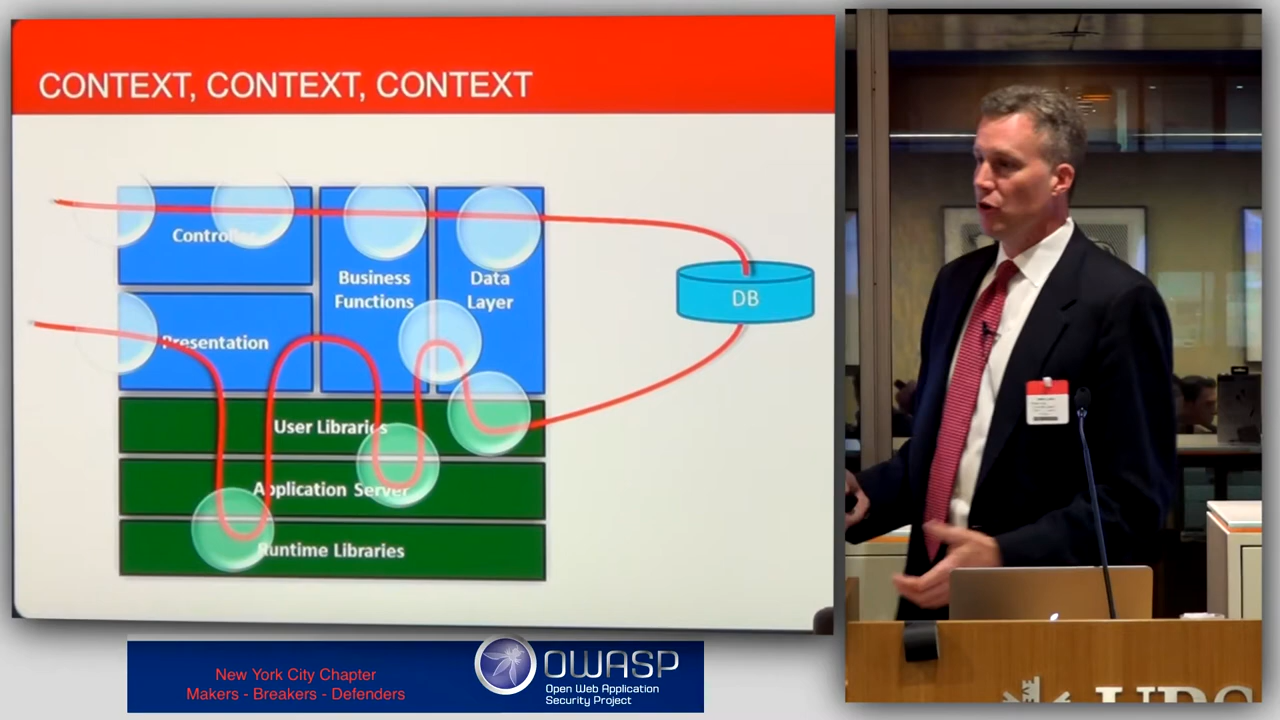 CONTEXT, CONTEXT, CONTEXT
Controller
Business
Functions
Data
Layer
DB
Presentation
User Libraries
Application Server
Runtime Libraries
New York City Chapter
Makers - Breakers - Defenders
OWASP
Open Web Application
Security Project
UBS